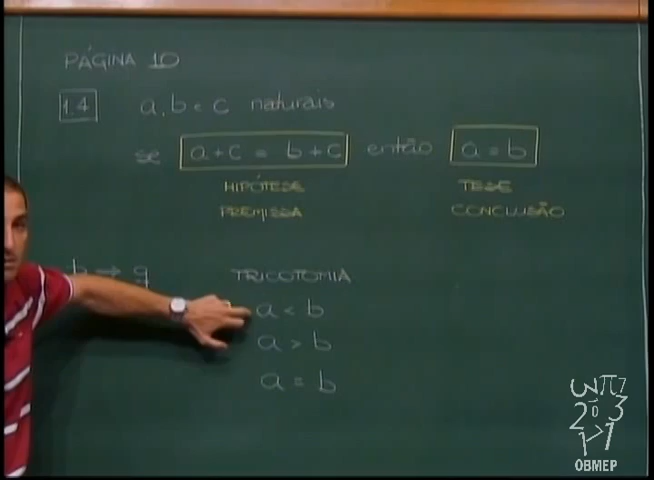 PÁGINA 10
1.4 a, b e c naturais
se a + c = b + c então a = b
HIPÓTESE TESE
PREMISSA CONCLUSÃO
p → q TRICOTOMIA
a < b
a > b
a = b
OBMEP